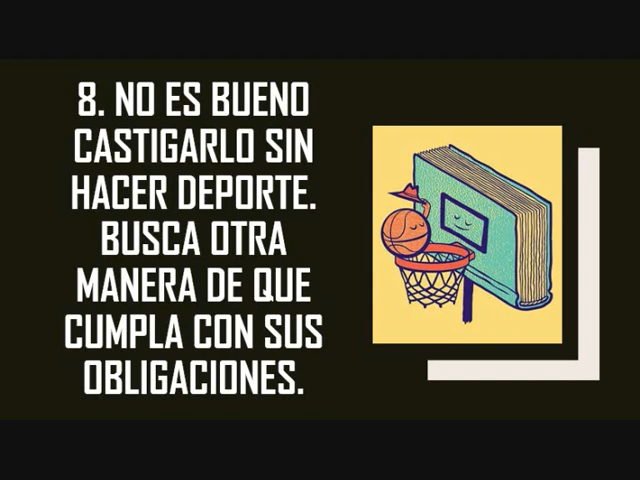 8. NO ES BUENO
CASTIGARLO SIN
HACER DEPORTE.
BUSCA OTRA
MANERA DE QUE
CUMPLA CON SUS
OBLIGACIONES.